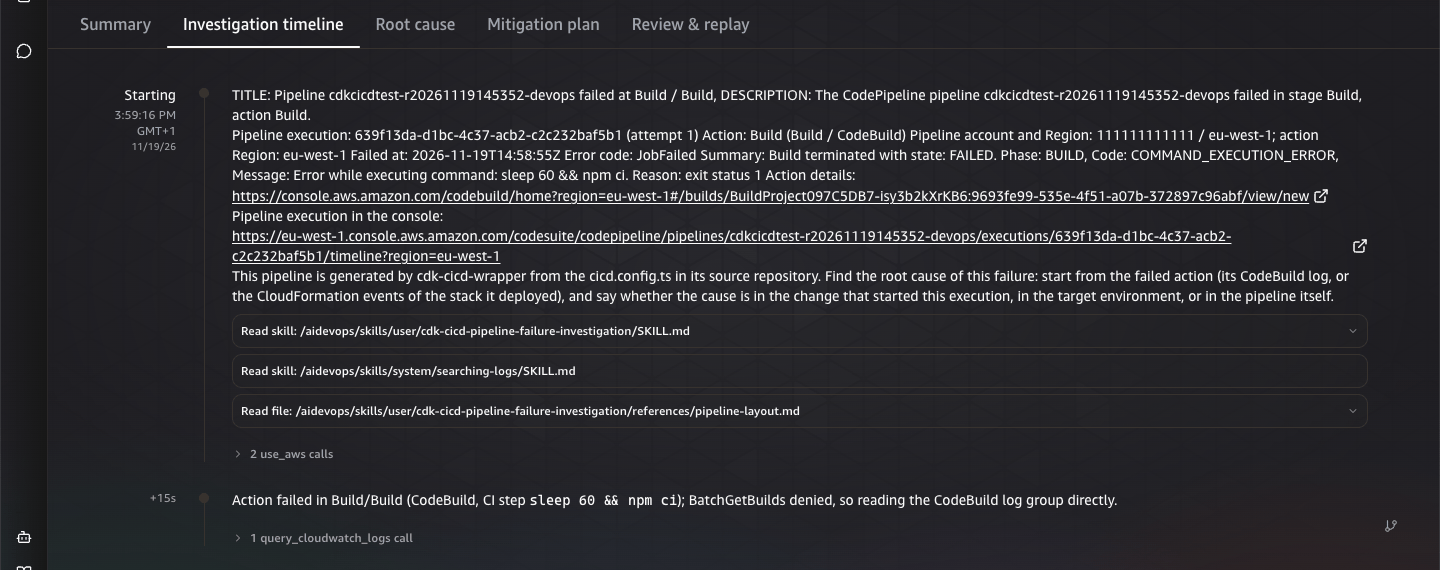 Summary
Investigation timeline
Root cause
Mitigation plan
Review & replay
Starting
3:59:16 PM
GMT+1
11/19/26
TITLE: Pipeline cdkcicdtest-r20261119145352-devops failed at Build / Build, DESCRIPTION: The CodePipeline pipeline cdkcicdtest-r20261119145352-devops failed in stage Build,
action Build.
Pipeline execution: 639f13da-d1bc-4c37-acb2-c2c232baf5b1 (attempt 1) Action: Build (Build / CodeBuild) Pipeline account and Region: 111111111111 / eu-west-1; action
Region: eu-west-1 Failed at: 2026-11-19T14:58:55Z Error code: JobFailed Summary: Build terminated with state: FAILED. Phase: BUILD, Code: COMMAND_EXECUTION_ERROR,
Message: Error while executing command: sleep 60 && npm ci. Reason: exit status 1 Action details:
https://console.aws.amazon.com/codebuild/home?region=eu-west-1#/builds/BuildProject097C5DB7-isy3b2kXrKB6:9693fe99-535e-4f51-a07b-372897c96abf/view/new
Pipeline execution in the console:
https://eu-west-1.console.aws.amazon.com/codesuite/codepipeline/pipelines/cdkcicdtest-r20261119145352-devops/executions/639f13da-d1bc-4c37-acb2-
c2c232baf5b1/timeline?region=eu-west-1
This pipeline is generated by cdk-cicd-wrapper from the cicd.config.ts in its source repository. Find the root cause of this failure: start from the failed action (its CodeBuild log, or
the CloudFormation events of the stack it deployed), and say whether the cause is in the change that started this execution, in the target environment, or in the pipeline itself.
Read skill: /aidevops/skills/user/cdk-cicd-pipeline-failure-investigation/SKILL.md
Read skill: /aidevops/skills/system/searching-logs/SKILL.md
Read file: /aidevops/skills/user/cdk-cicd-pipeline-failure-investigation/references/pipeline-layout.md
2 use_aws calls
+15s
Action failed in Build/Build (CodeBuild, CI step sleep 60 && npm ci); BatchGetBuilds denied, so reading the CodeBuild log group directly.
1 query_cloudwatch_logs call